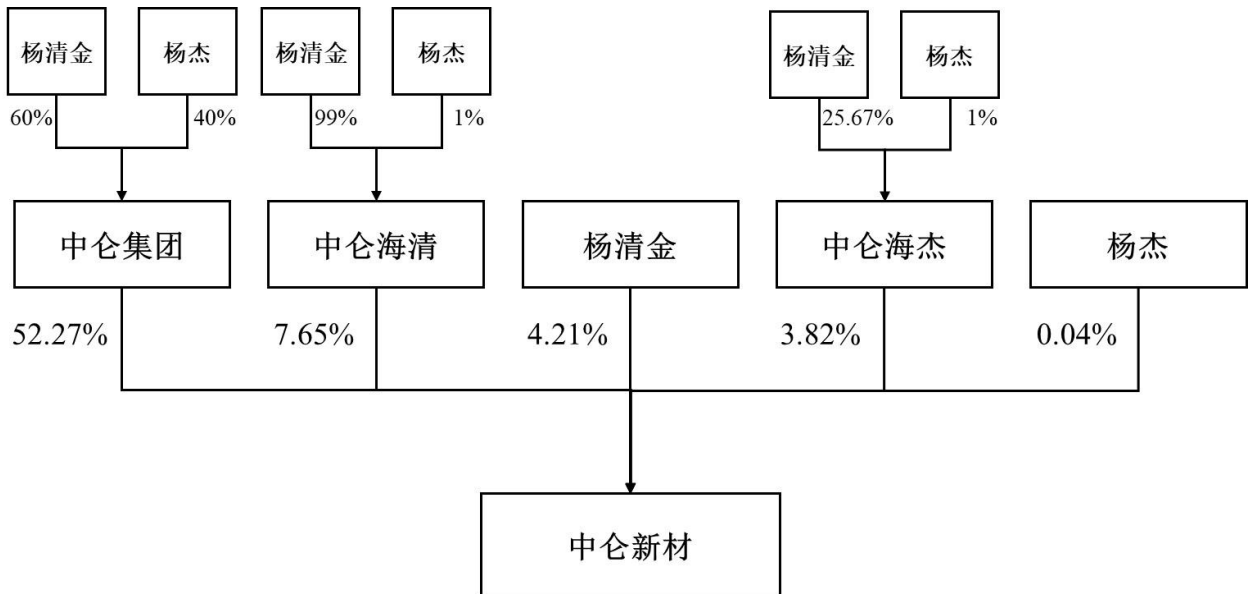 杨清金
杨杰
杨清金
杨杰
杨清金
杨杰
60%
40%
99%
1%
25.67%
1%
中仑集团
中仑海清
杨清金
中仑海杰
杨杰
52.27%
7.65%
4.21%
3.82%
0.04%
中仑新材